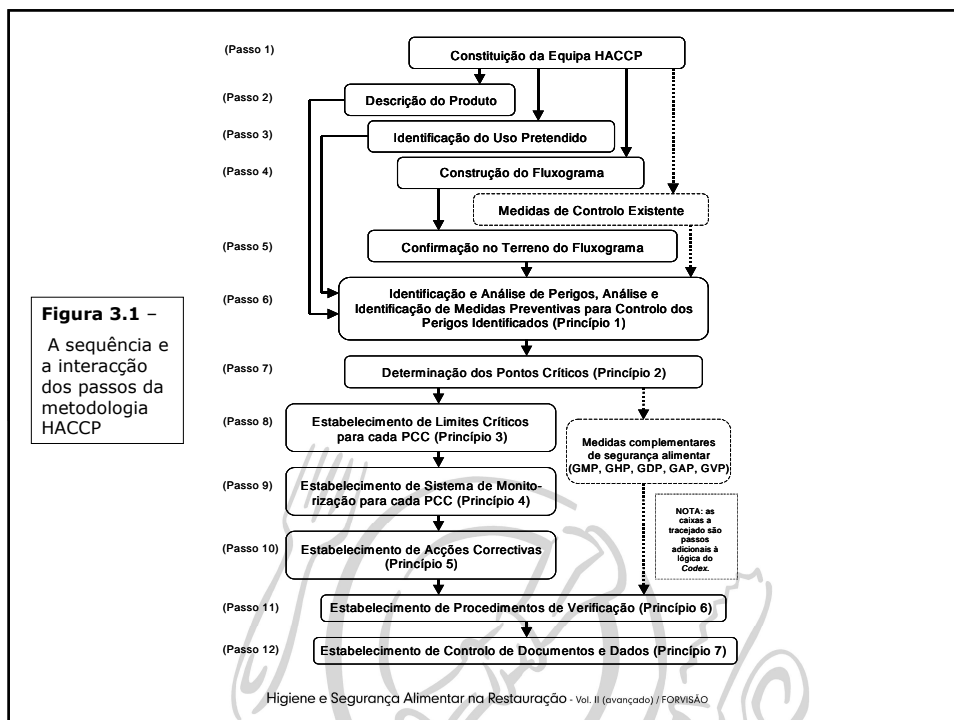 (Passo 1)
Constituição da Equipa HACCP
(Passo 2)
Descrição do Produto
(Passo 3)
Identificação do Uso Pretendido
(Passo 4)
Construção do Fluxograma
Medidas de Controlo Existente
(Passo 5)
Confirmação no Terreno do Fluxograma
(Passo 6)
Identificação e Análise de Perigos, Análise e
Identificação de Medidas Preventivas para Controlo dos
Perigos Identificados (Princípio 1)
Figura 3.1 –
A sequência e
a interacção
dos passos da
metodologia
HACCP
(Passo 7)
Determinação dos Pontos Críticos (Princípio 2)
(Passo 8)
Estabelecimento de Limites Críticos
para cada PCC (Princípio 3)
Medidas complementares
de segurança alimentar
(GMP, GHP, GDP, GAP, GVP)
(Passo 9)
Estabelecimento de Sistema de Monito-
rização para cada PCC (Princípio 4)
NOTA: as
caixas a
tracejado são
passos
adicionais à
lógica do
Codex.
(Passo 10)
Estabelecimento de Acções Correctivas
(Princípio 5)
(Passo 11)
Estabelecimento de Procedimentos de Verificação (Princípio 6)
(Passo 12)
Estabelecimento de Controlo de Documentos e Dados (Princípio 7)
Higiene e Segurança Alimentar na Restauração - Vol. II (avançado) / FORVISÃO